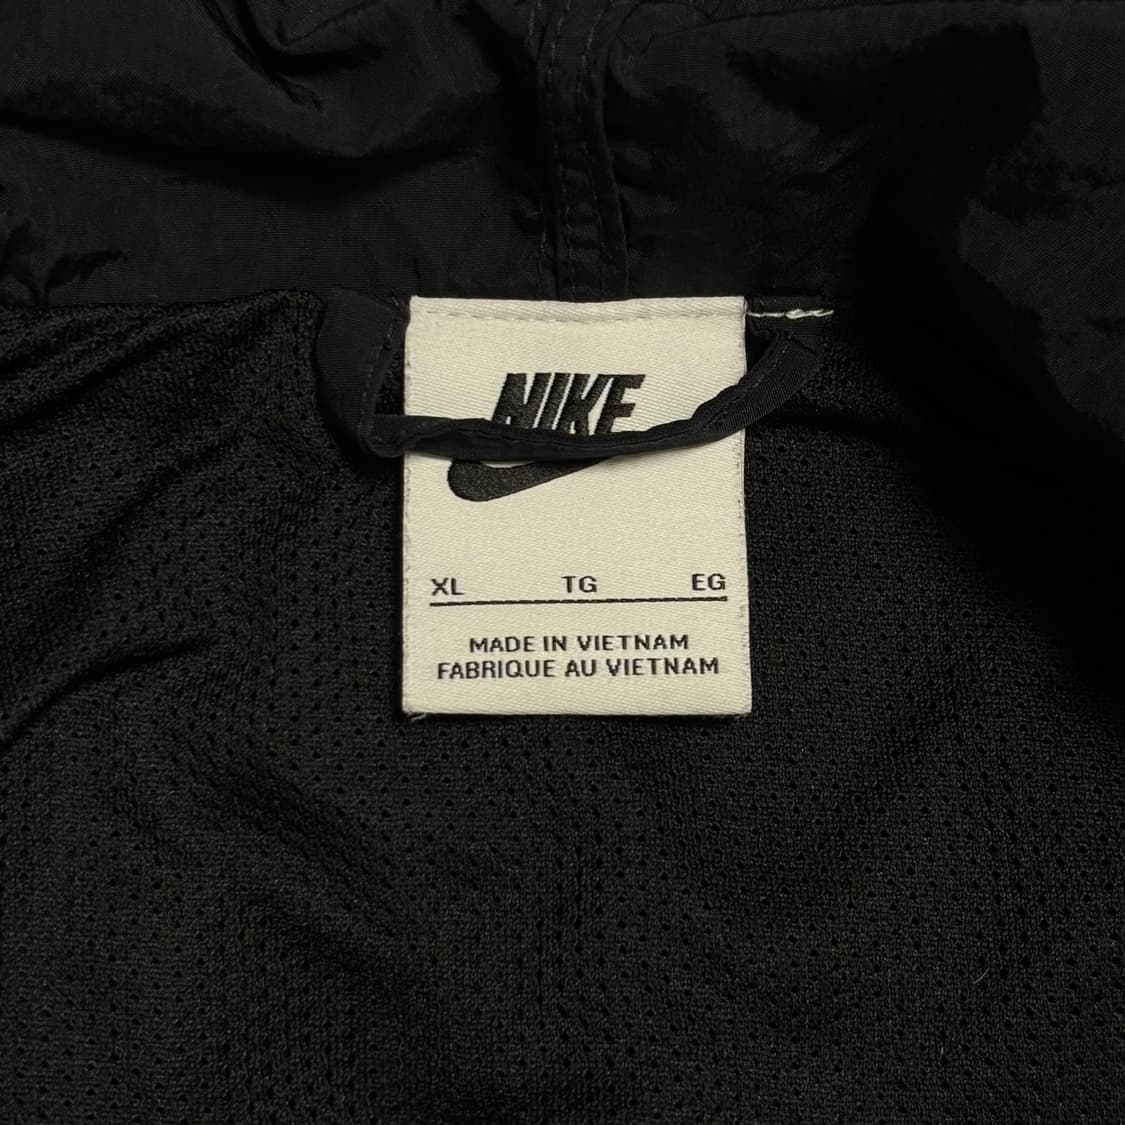 NIKE
XL TG EG
MADE IN VIETNAM
FABRIQUE AU VIETNAM